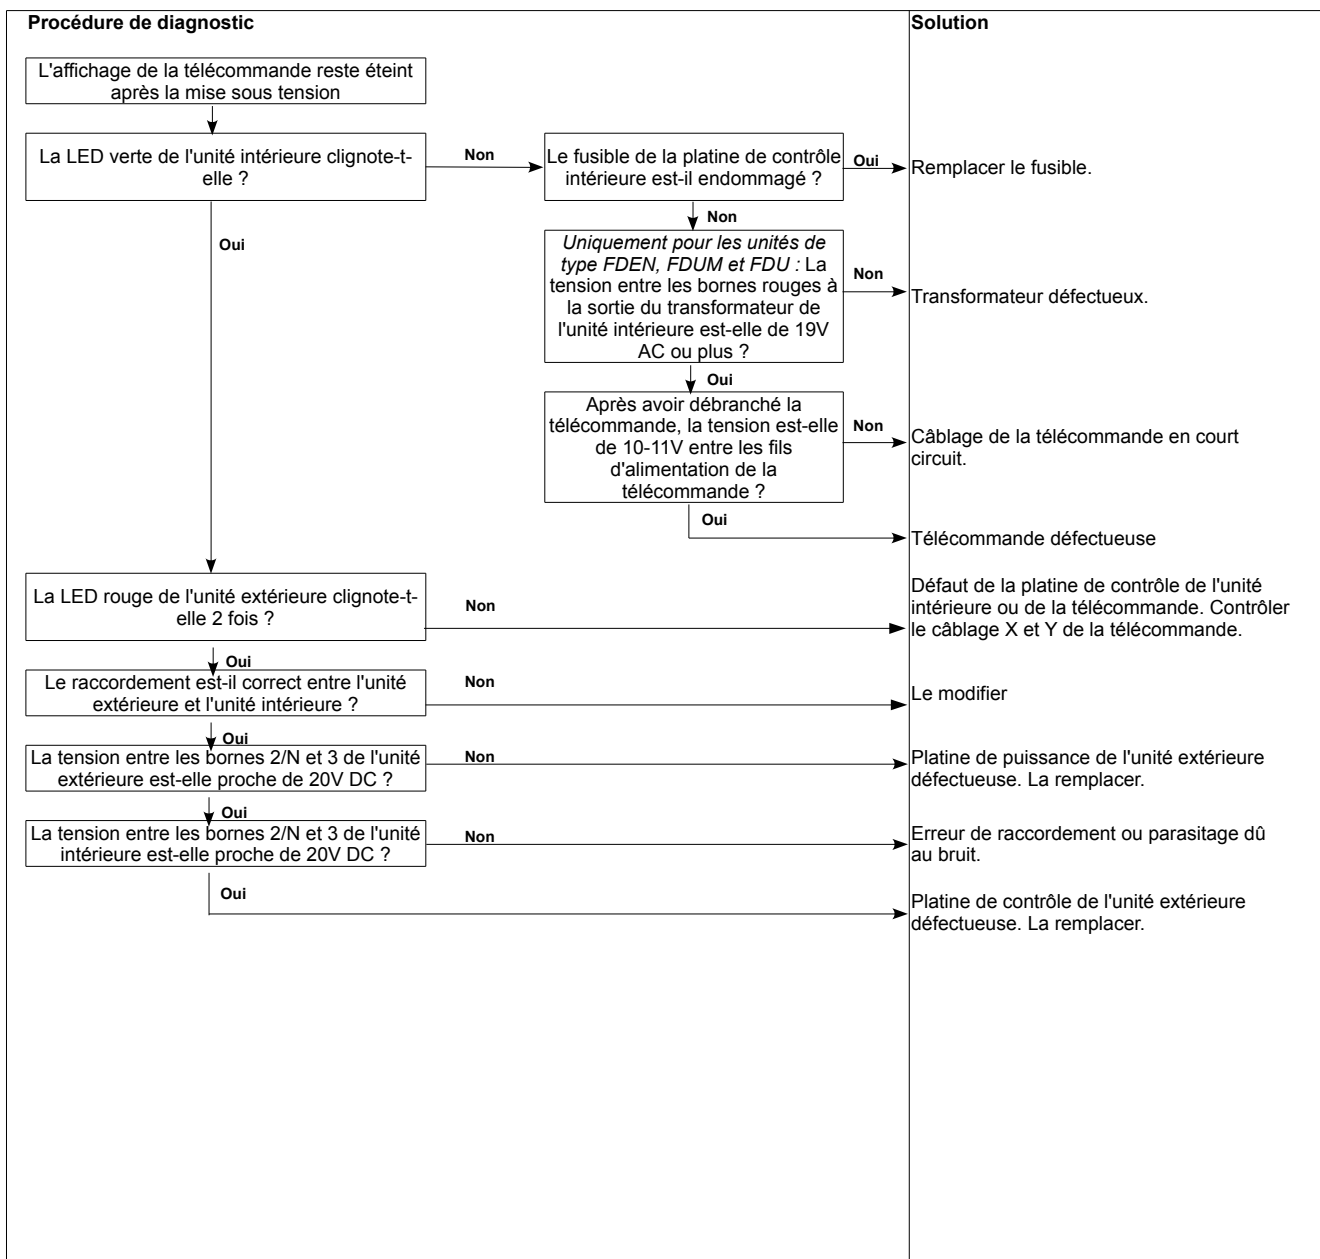 Procédure de diagnostic
Solution
L'affichage de la télécommande reste éteint
après la mise sous tension
La LED verte de l'unité intérieure clignote-t-
elle ?
Non
Le fusible de la platine de contrôle
intérieure est-il endommagé ?
Oui
Remplacer le fusible.
Non
Oui
Uniquement pour les unités de
type FDEN, FDUM et FDU : La
tension entre les bornes rouges à
la sortie du transformateur de
l'unité intérieure est-elle de 19V
AC ou plus ?
Non
Transformateur défectueux.
Oui
Après avoir débranché la
télécommande, la tension est-elle
de 10-11V entre les fils
d'alimentation de la
télécommande ?
Non
Câblage de la télécommande en court
circuit.
Oui
Télécommande défectueuse
La LED rouge de l'unité extérieure clignote-t-
elle 2 fois ?
Non
Défaut de la platine de contrôle de l'unité
intérieure ou de la télécommande. Contrôler
le câblage X et Y de la télécommande.
Oui
Le raccordement est-il correct entre l'unité
extérieure et l'unité intérieure ?
Non
Le modifier
Oui
La tension entre les bornes 2/N et 3 de l'unité
extérieure est-elle proche de 20V DC ?
Non
Platine de puissance de l'unité extérieure
défectueuse. La remplacer.
Oui
La tension entre les bornes 2/N et 3 de l'unité
intérieure est-elle proche de 20V DC ?
Non
Erreur de raccordement ou parasitage dû
au bruit.
Oui
Platine de contrôle de l'unité extérieure
défectueuse. La remplacer.